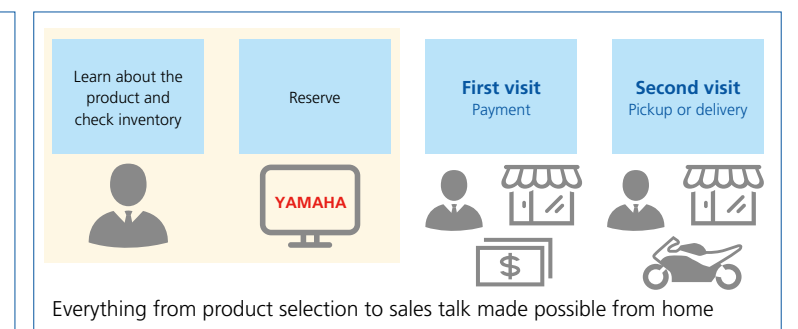 Learn about the
product and
check inventory
Reserve
First visit
Payment
Second visit
Pickup or delivery
YAMAHA
$
Everything from product selection to sales talk made possible from home